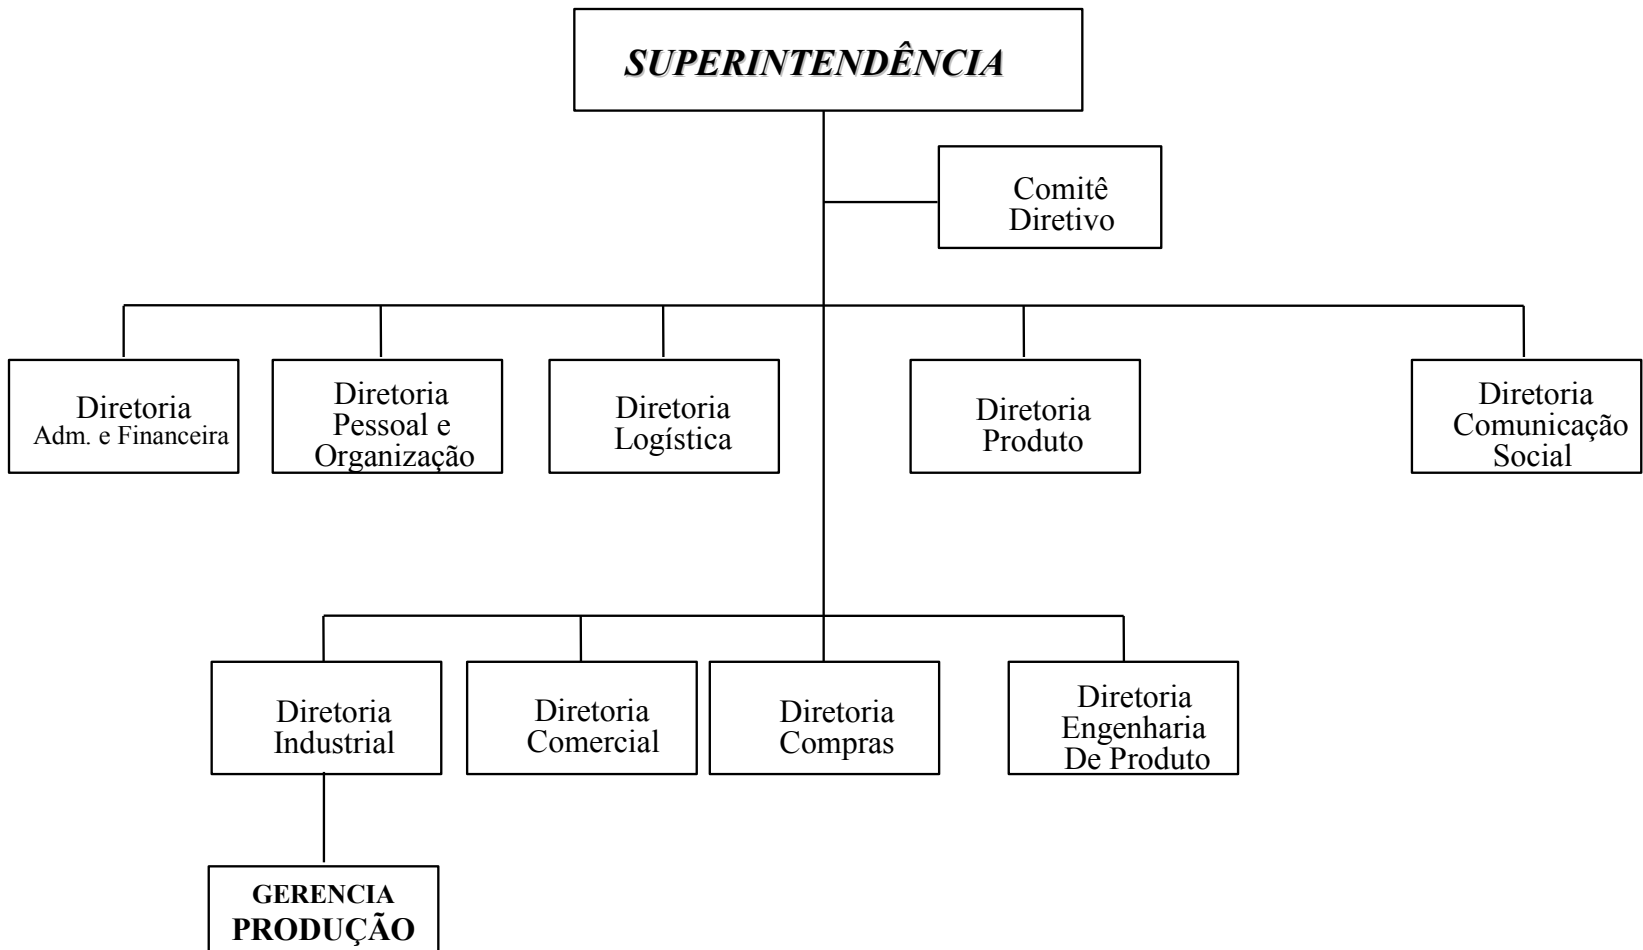 SUPERINTENDÊNCIA
Comitê
Diretivo
Diretoria
Adm. e Financeira
Diretoria
Pessoal e
Organização
Diretoria
Logística
Diretoria
Produto
Diretoria
Comunicação
Social
Diretoria
Industrial
Diretoria
Comercial
Diretoria
Compras
Diretoria
Engenharia
De Produto
GERENCIA
PRODUÇÃO